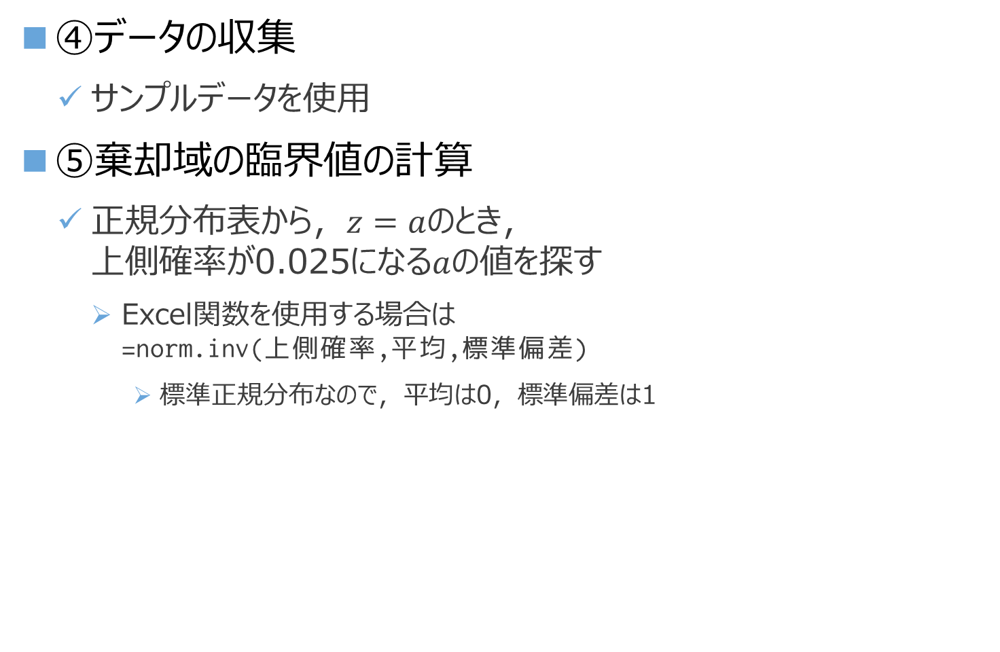 ④データの収集
サンプルデータを使用
⑤棄却域の臨界値の計算
正規分布表から，z = aのとき，
上側確率が0.025になるaの値を探す
Excel関数を使用する場合は
=norm.inv(上側確率,平均,標準偏差)
標準正規分布なので，平均は0，標準偏差は1